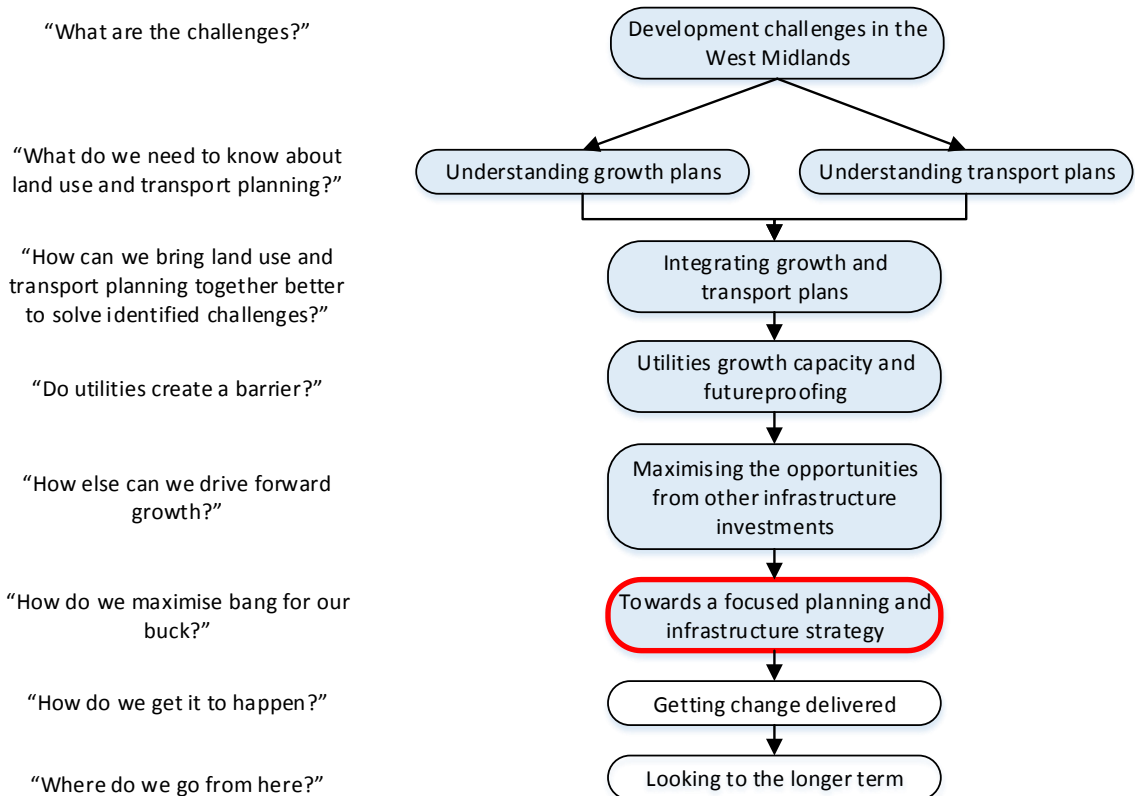 “What are the challenges?”
Development challenges in the
West Midlands
“What do we need to know about
land use and transport planning?”
Understanding growth plans
Understanding transport plans
“How can we bring land use and
transport planning together better
to solve identified challenges?”
Integrating growth and
transport plans
“Do utilities create a barrier?”
Utilities growth capacity and
futureproofing
“How else can we drive forward
growth?”
Maximising the opportunities
from other infrastructure
investments
“How do we maximise bang for our
buck?”
Towards a focused planning and
infrastructure strategy
“How do we get it to happen?”
Getting change delivered
“Where do we go from here?”
Looking to the longer term